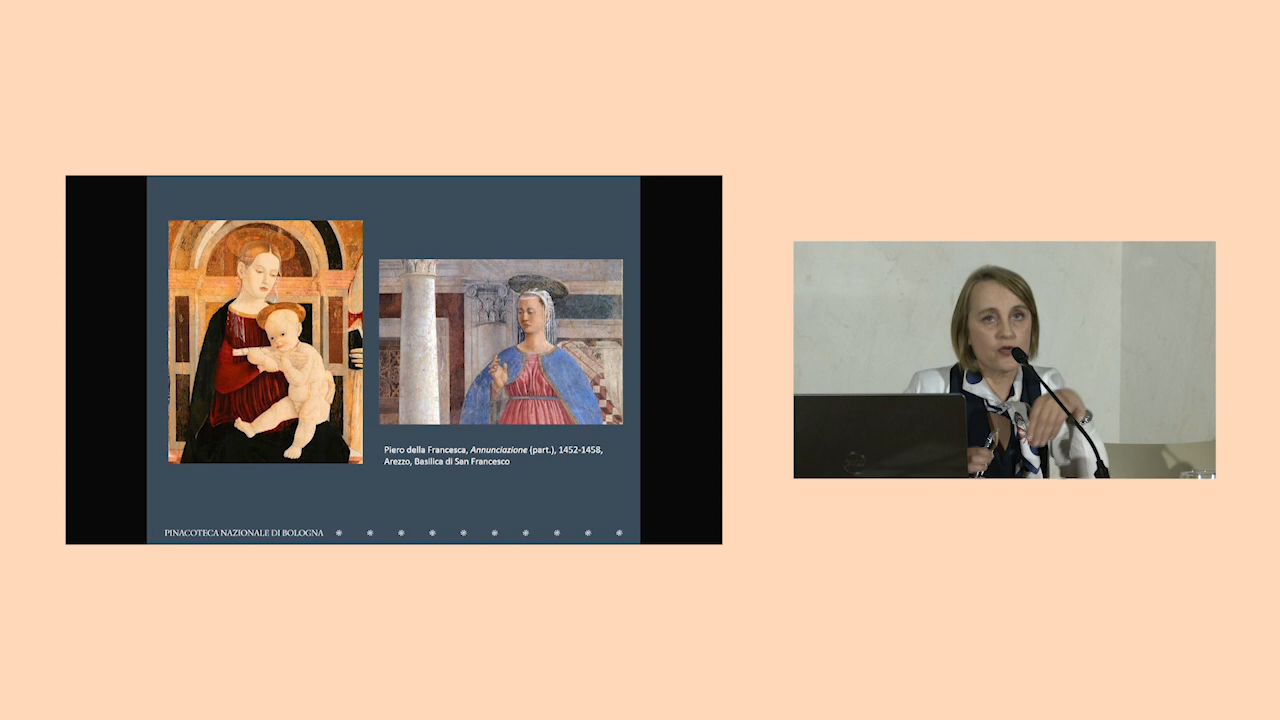 Piero della Francesca, Annunciazione (part.), 1452-1458,
Arezzo, Basilica di San Francesco
PINACOTECA NAZIONALE DI BOLOGNA